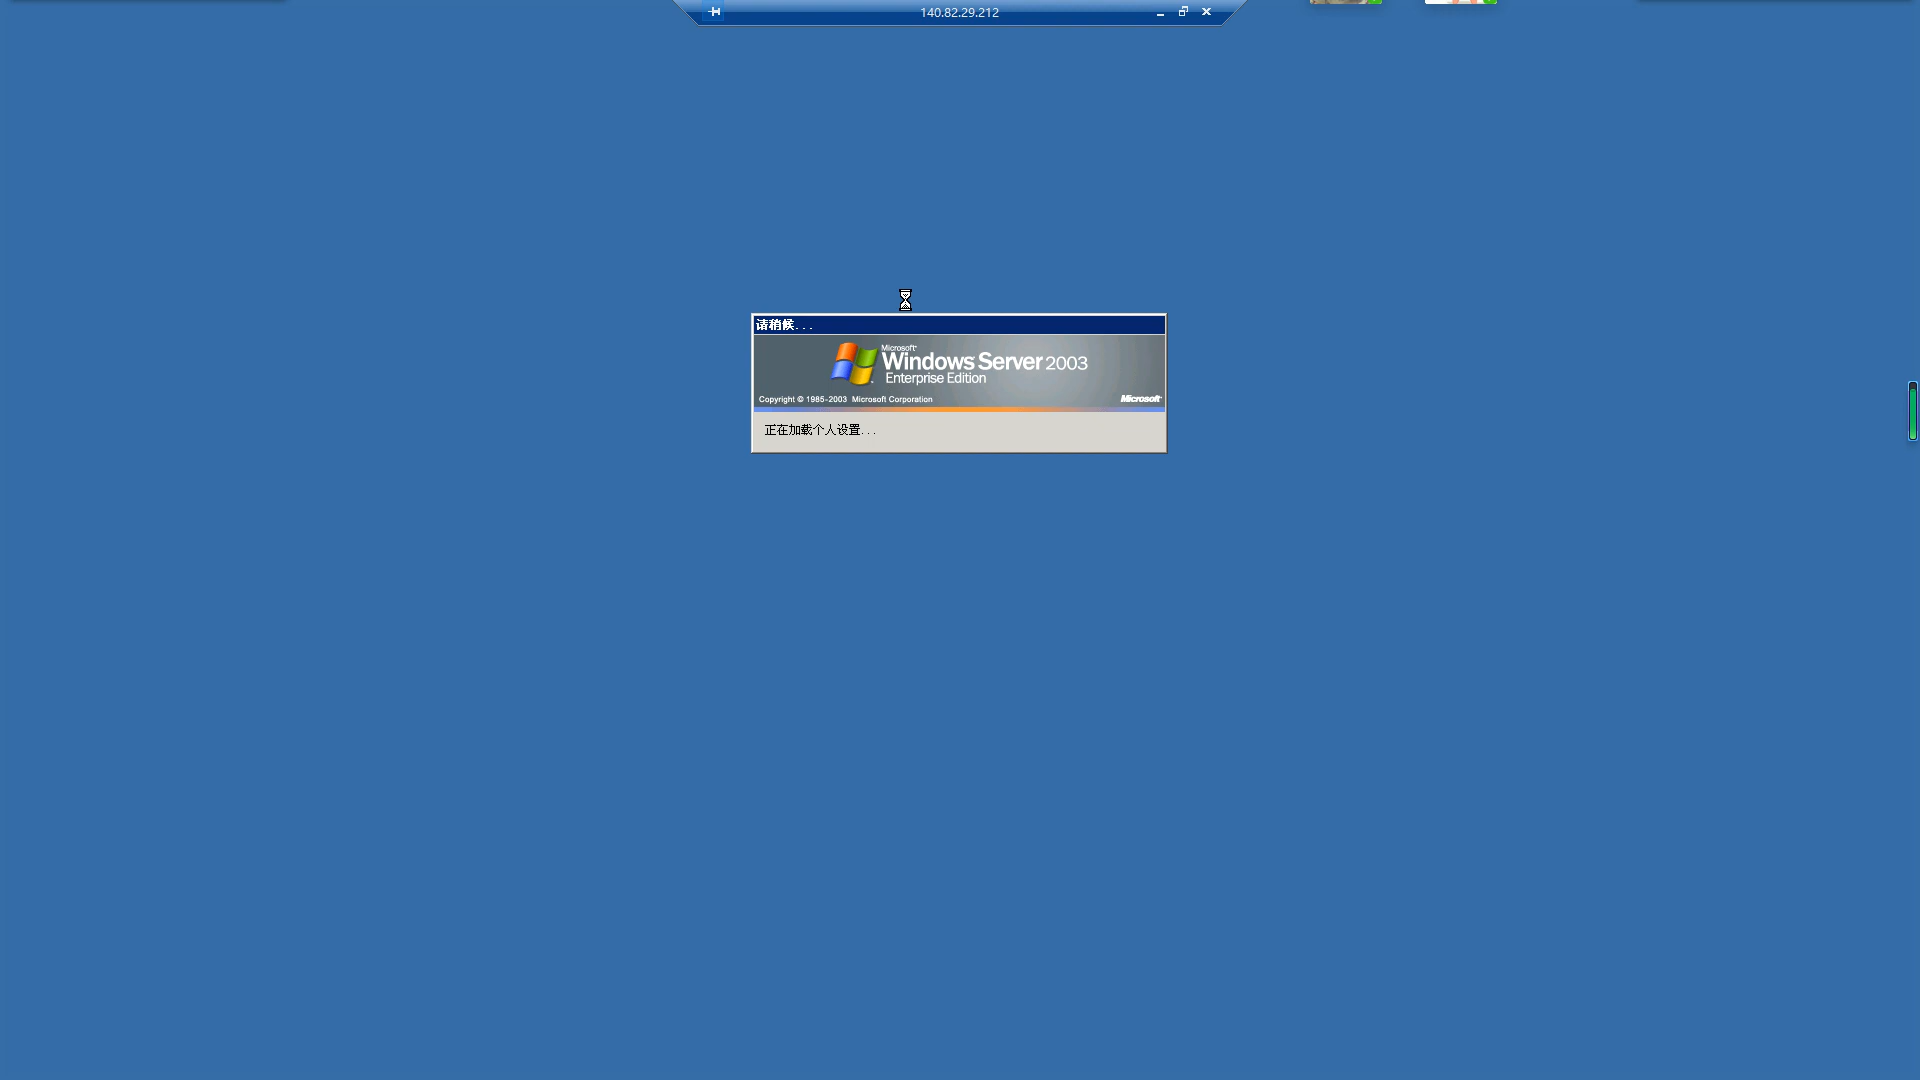 140.82.29.212
请稍候...
Microsoft
Windows Server 2003
Enterprise Edition
Copyright © 1985-2003 Microsoft Corporation
Microsoft
正在加载个人设置...